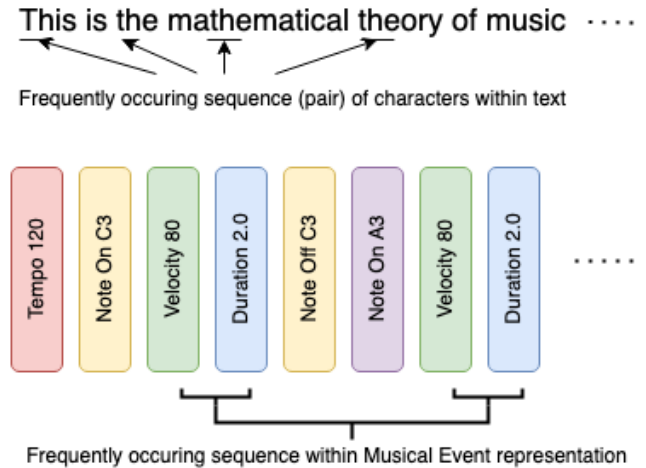 This is the mathematical theory of music ....
Frequently occuring sequence (pair) of characters within text
Tempo 120
Note On C3
Velocity 80
Duration 2.0
Note Off C3
Note On A3
Velocity 80
Duration 2.0
.....
Frequently occuring sequence within Musical Event representation